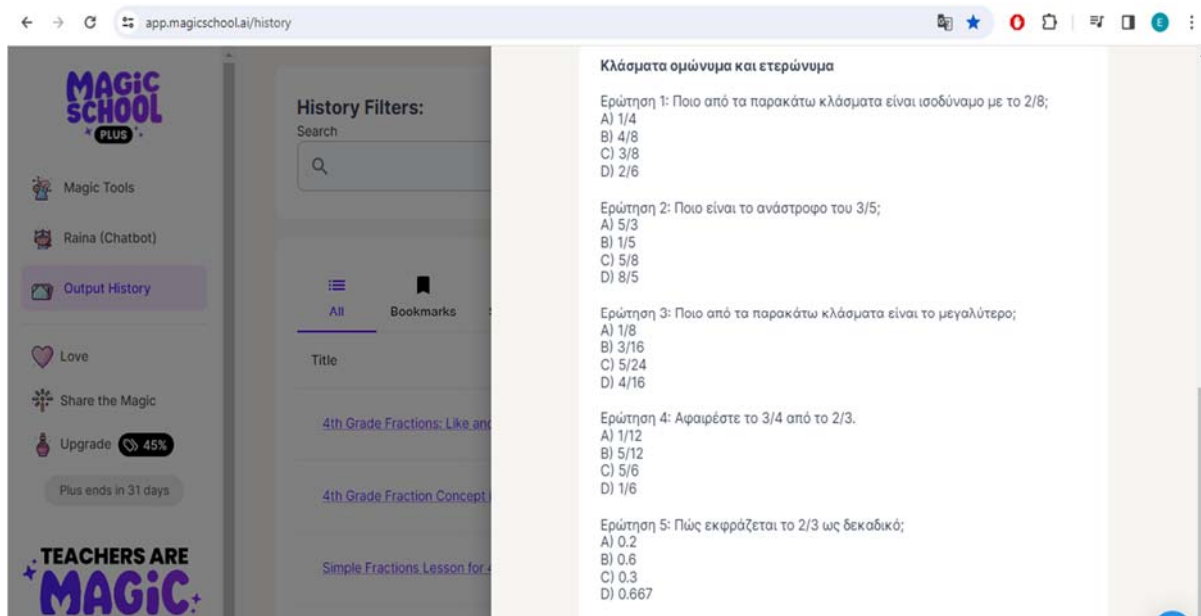 app.magicschool.ai/history
E
MAGIC
SCHOOL
PLUS
Magic Tools
Raina (Chatbot)
Output History
Love
Share the Magic
Upgrade 45%
Plus ends in 31 days
TEACHERS ARE
MAGIC
History Filters:
Search
All
Bookmarks
Title
4th Grade Fractions: Like and
4th Grade Fraction Concept
Simple Fractions Lesson for 4
Κλάσματα ομώνυμα και ετερώνυμα
Ερώτηση 1: Ποιο από τα παρακάτω κλάσματα είναι ισοδύναμο με το 2/8;
A) 1/4
B) 4/8
C) 3/8
D) 2/6
Ερώτηση 2: Ποιο είναι το ανάστροφο του 3/5;
A) 5/3
B) 1/5
C) 5/8
D) 8/5
Ερώτηση 3: Ποιο από τα παρακάτω κλάσματα είναι το μεγαλύτερο;
A) 1/8
B) 3/16
C) 5/24
D) 4/16
Ερώτηση 4: Αφαιρέστε το 3/4 από το 2/3.
A) 1/12
B) 5/12
C) 5/6
D) 1/6
Ερώτηση 5: Πώς εκφράζεται το 2/3 ως δεκαδικό;
A) 0.2
B) 0.6
C) 0.3
D) 0.667